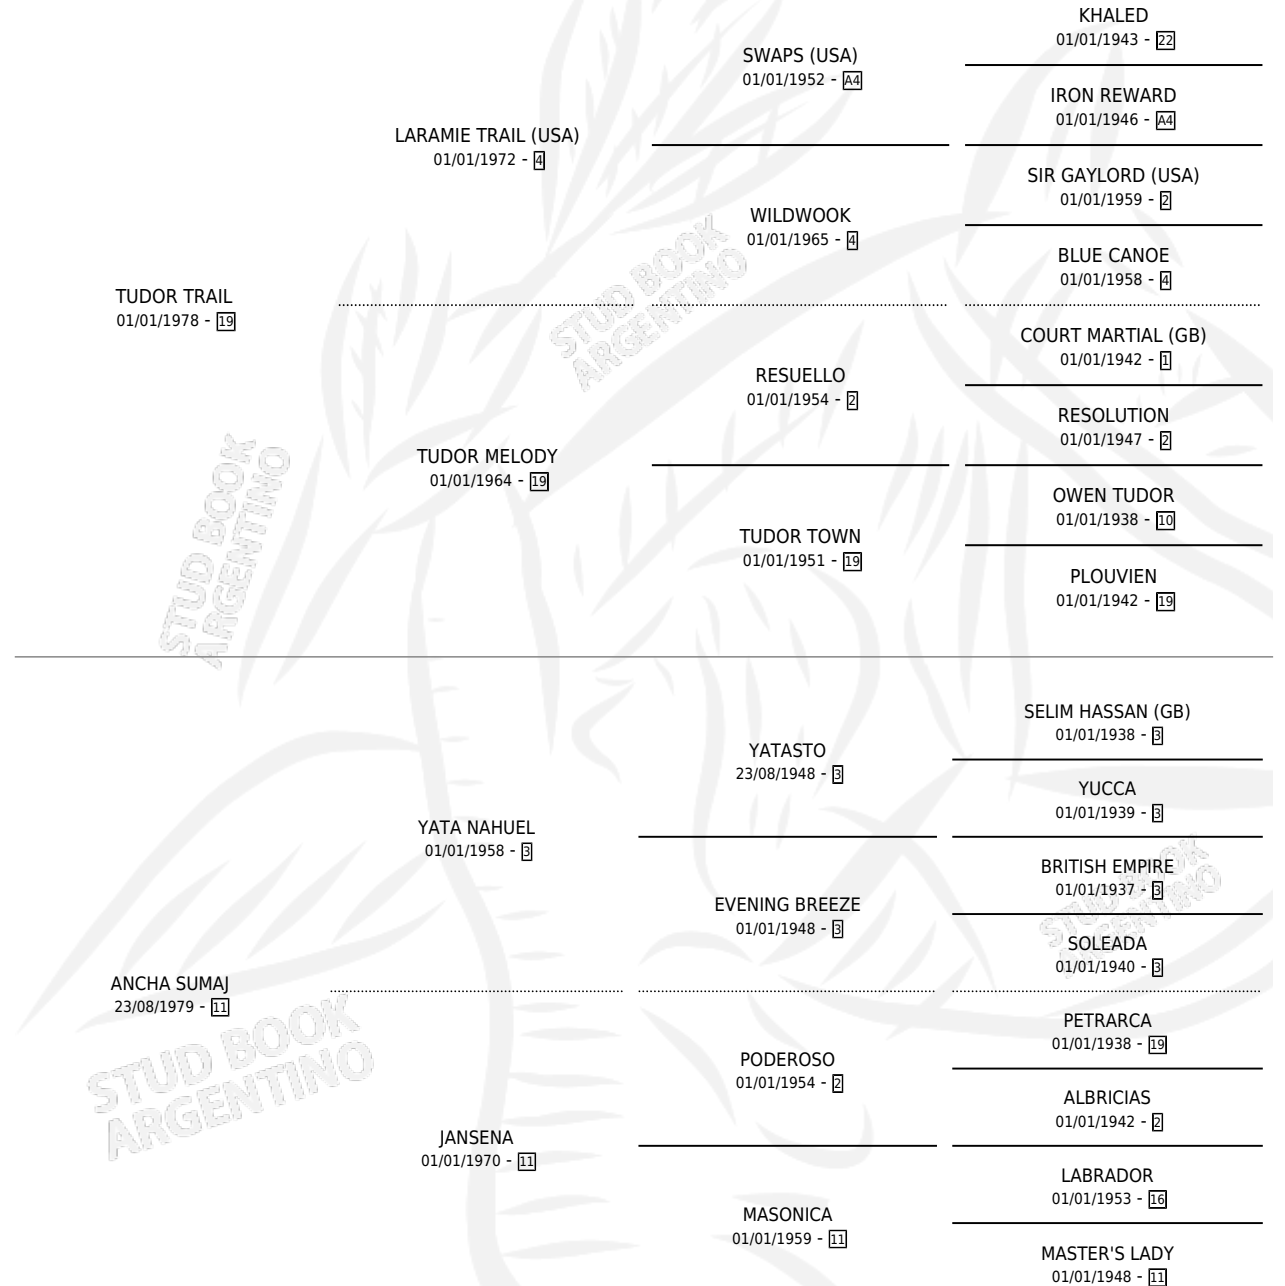 KHALED
01/01/1943 - 22
SWAPS (USA)
01/01/1952 - A4
IRON REWARD
01/01/1946 - A4
LARAMIE TRAIL (USA)
01/01/1972 - 4
SIR GAYLORD (USA)
01/01/1959 - 2
WILDWOOK
01/01/1965 - 4
BLUE CANOE
01/01/1958 - 4
TUDOR TRAIL
01/01/1978 - 19
STUD BOOK
ARGENTINO
COURT MARTIAL (GB)
01/01/1942 - 1
RESUELLO
01/01/1954 - 2
RESOLUTION
01/01/1947 - 2
TUDOR MELODY
01/01/1964 - 19
OWEN TUDOR
01/01/1938 - 10
TUDOR TOWN
01/01/1951 - 19
PLOUVIEN
01/01/1942 - 19
STUD BOOK
ARGENTINO
SELIM HASSAN (GB)
01/01/1938 - 3
YATASTO
23/08/1948 - 3
YUCCA
01/01/1939 - 3
YATA NAHUEL
01/01/1958 - 3
BRITISH EMPIRE
01/01/1937 - 3
EVENING BREEZE
01/01/1948 - 3
STUD BOOK
ARGENTINO
SOLEADA
01/01/1940 - 3
ANCHA SUMAJ
23/08/1979 - 11
STUD BOOK
ARGENTINO
PETRARCA
01/01/1938 - 19
PODEROSO
01/01/1954 - 2
ALBRICIAS
01/01/1942 - 2
JANSENA
01/01/1970 - 11
LABRADOR
01/01/1953 - 16
MASONICA
01/01/1959 - 11
MASTER'S LADY
01/01/1948 - 11